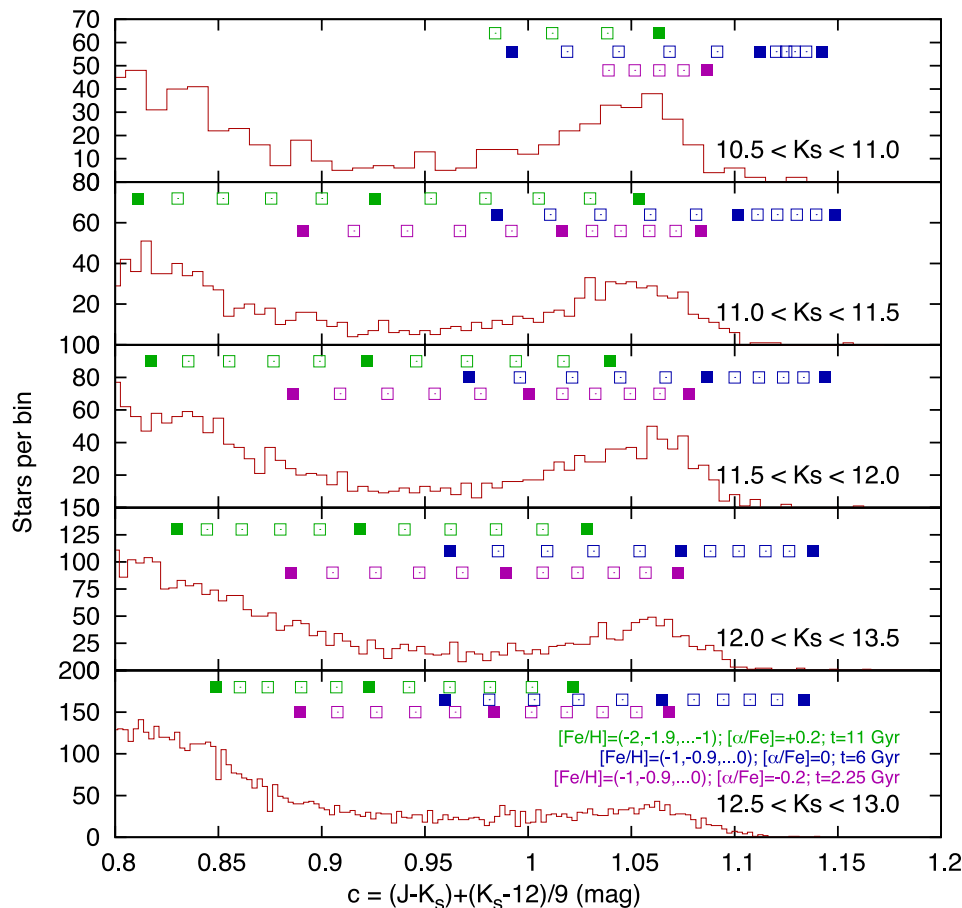 70
60
50
40
30
20
10
10.5 < Ks < 11.0
80
60
40
20
11.0 < Ks < 11.5
100
80
60
40
20
11.5 < Ks < 12.0
Stars per bin
150
125
100
75
50
25
12.0 < Ks < 13.5
200
150
100
50
0
[Fe/H]=(-2,-1.9,...-1); [α/Fe]=+0.2; t=11 Gyr
[Fe/H]=(-1,-0.9,...0); [α/Fe]=0; t=6 Gyr
[Fe/H]=(-1,-0.9,...0); [α/Fe]=-0.2; t=2.25 Gyr
12.5 < Ks < 13.0
0.8 0.85 0.9 0.95 1 1.05 1.1 1.15 1.2
c = (J-Ks)+(Ks-12)/9 (mag)